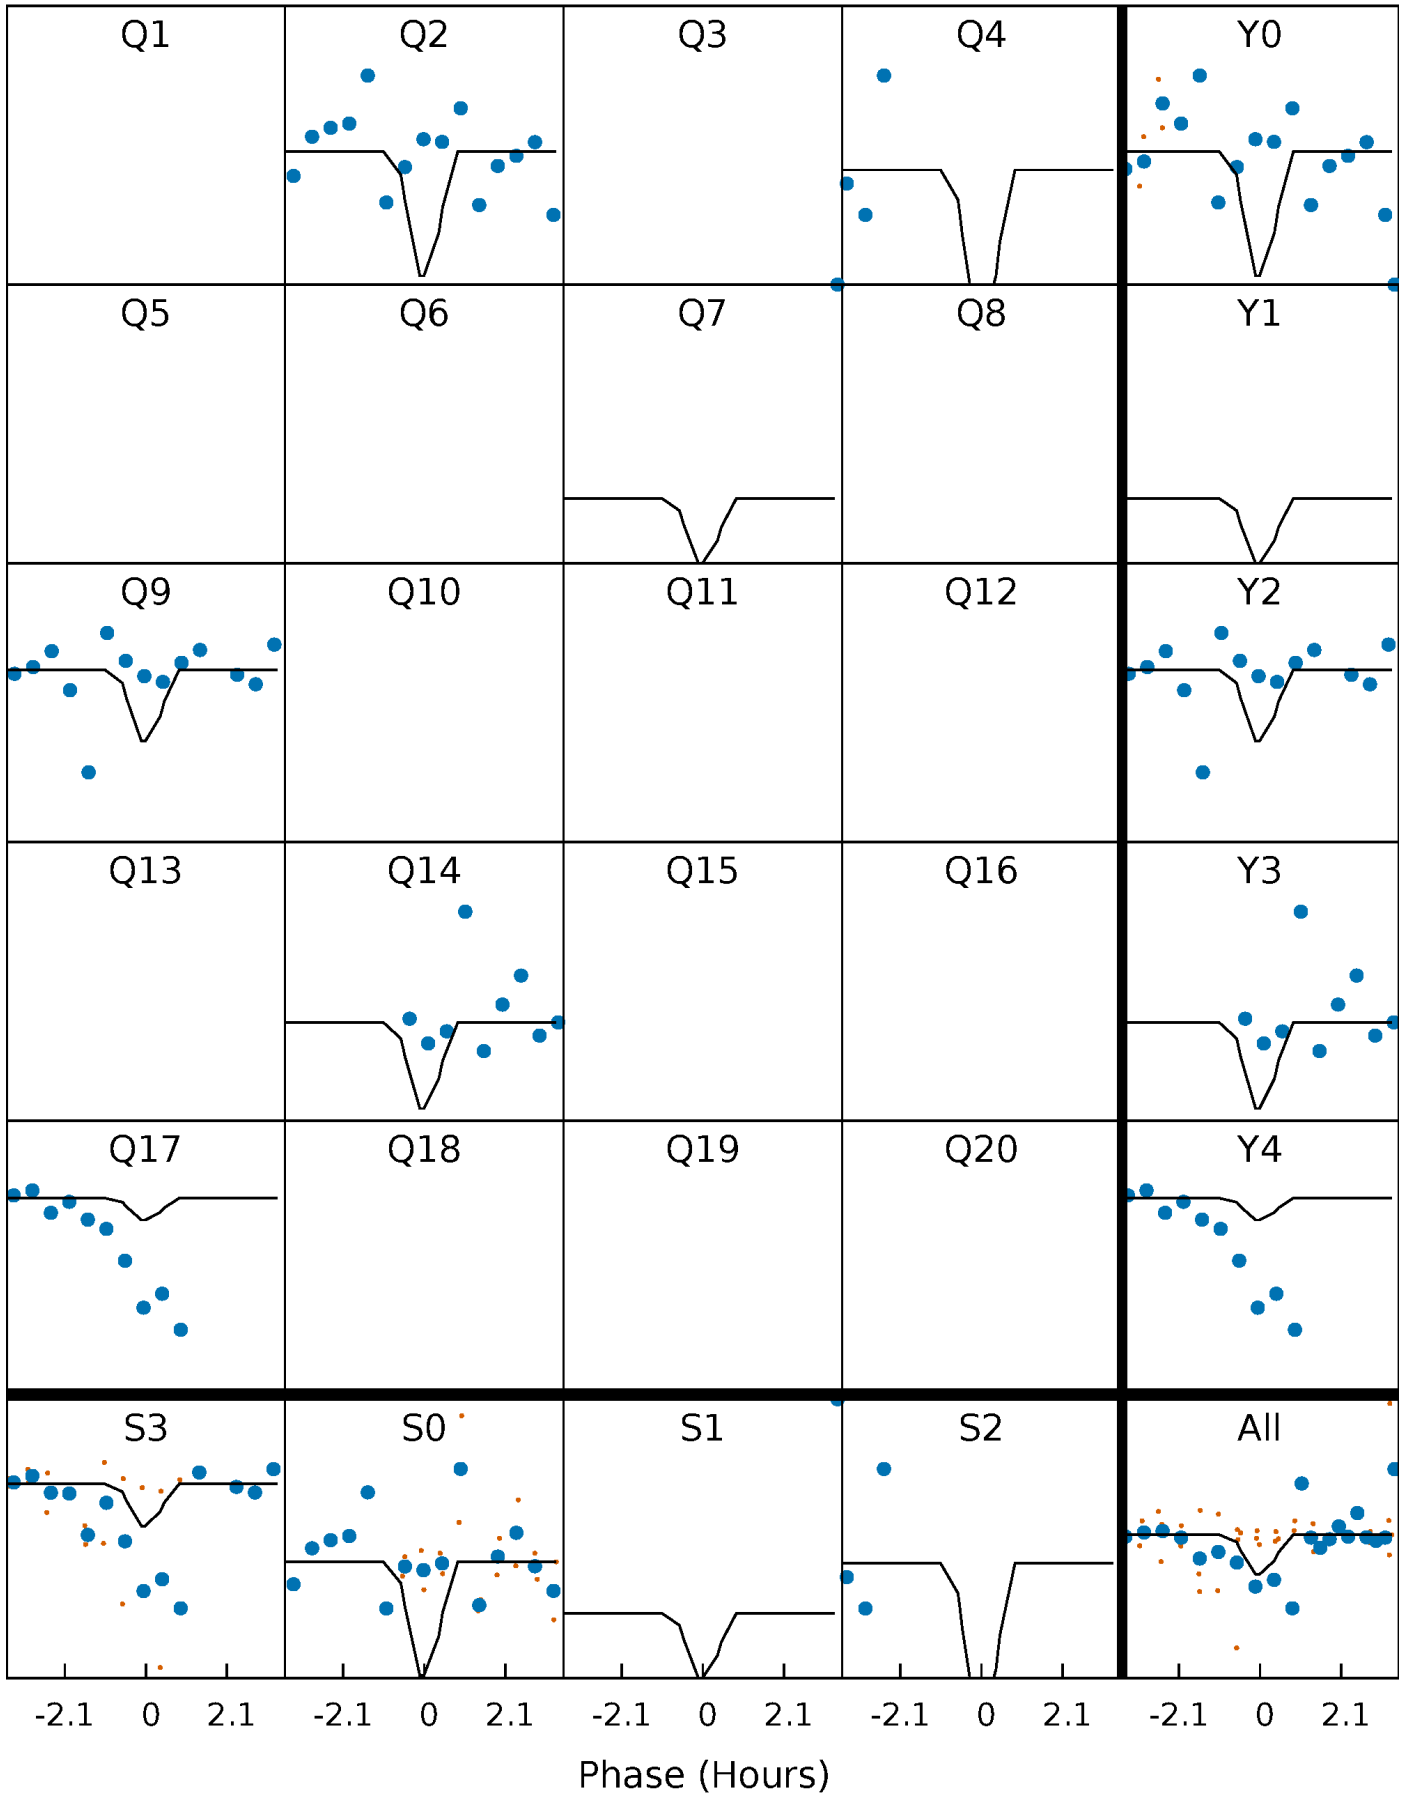 Q1 Q2 Q3 Q4 Y0
Q5 Q6 Q7 Q8 Y1
Q9 Q10 Q11 Q12 Y2
Q13 Q14 Q15 Q16 Y3
Q17 Q18 Q19 Q20 Y4
S3 S0 S1 S2 All
-2.1 0 2.1 -2.1 0 2.1 -2.1 0 2.1 -2.1 0 2.1 -2.1 0 2.1
Phase (Hours)